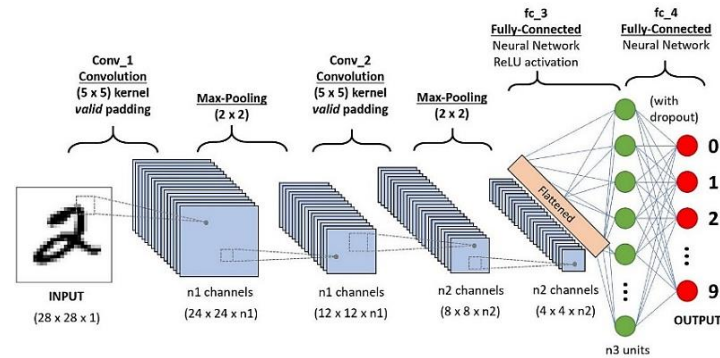 Conv_1
Convolution
(5 x 5) kernel
valid padding
Max-Pooling
(2 x 2)
Conv_2
Convolution
(5 x 5) kernel
valid padding
Max-Pooling
(2 x 2)
fc_3
Fully-Connected
Neural Network
ReLU activation
fc_4
Fully-Connected
Neural Network
(with
dropout)
2
INPUT
(28 x 28 x 1)
n1 channels
(24 x 24 x n1)
n1 channels
(12 x 12 x n1)
n2 channels
(8 x 8 x n2)
n2 channels
(4 x 4 x n2)
Flattened
n3 units
0
1
2
9
OUTPUT